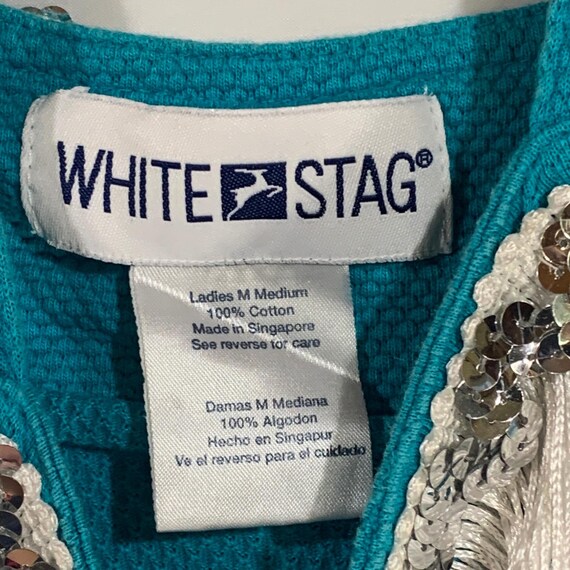 WHITE STAG®
Ladies M Medium
100% Cotton
Made in Singapore
See reverse for care
Damas M Mediana
100% Algodon
Hecho en Singapur
Ve el reverso para el cuidado